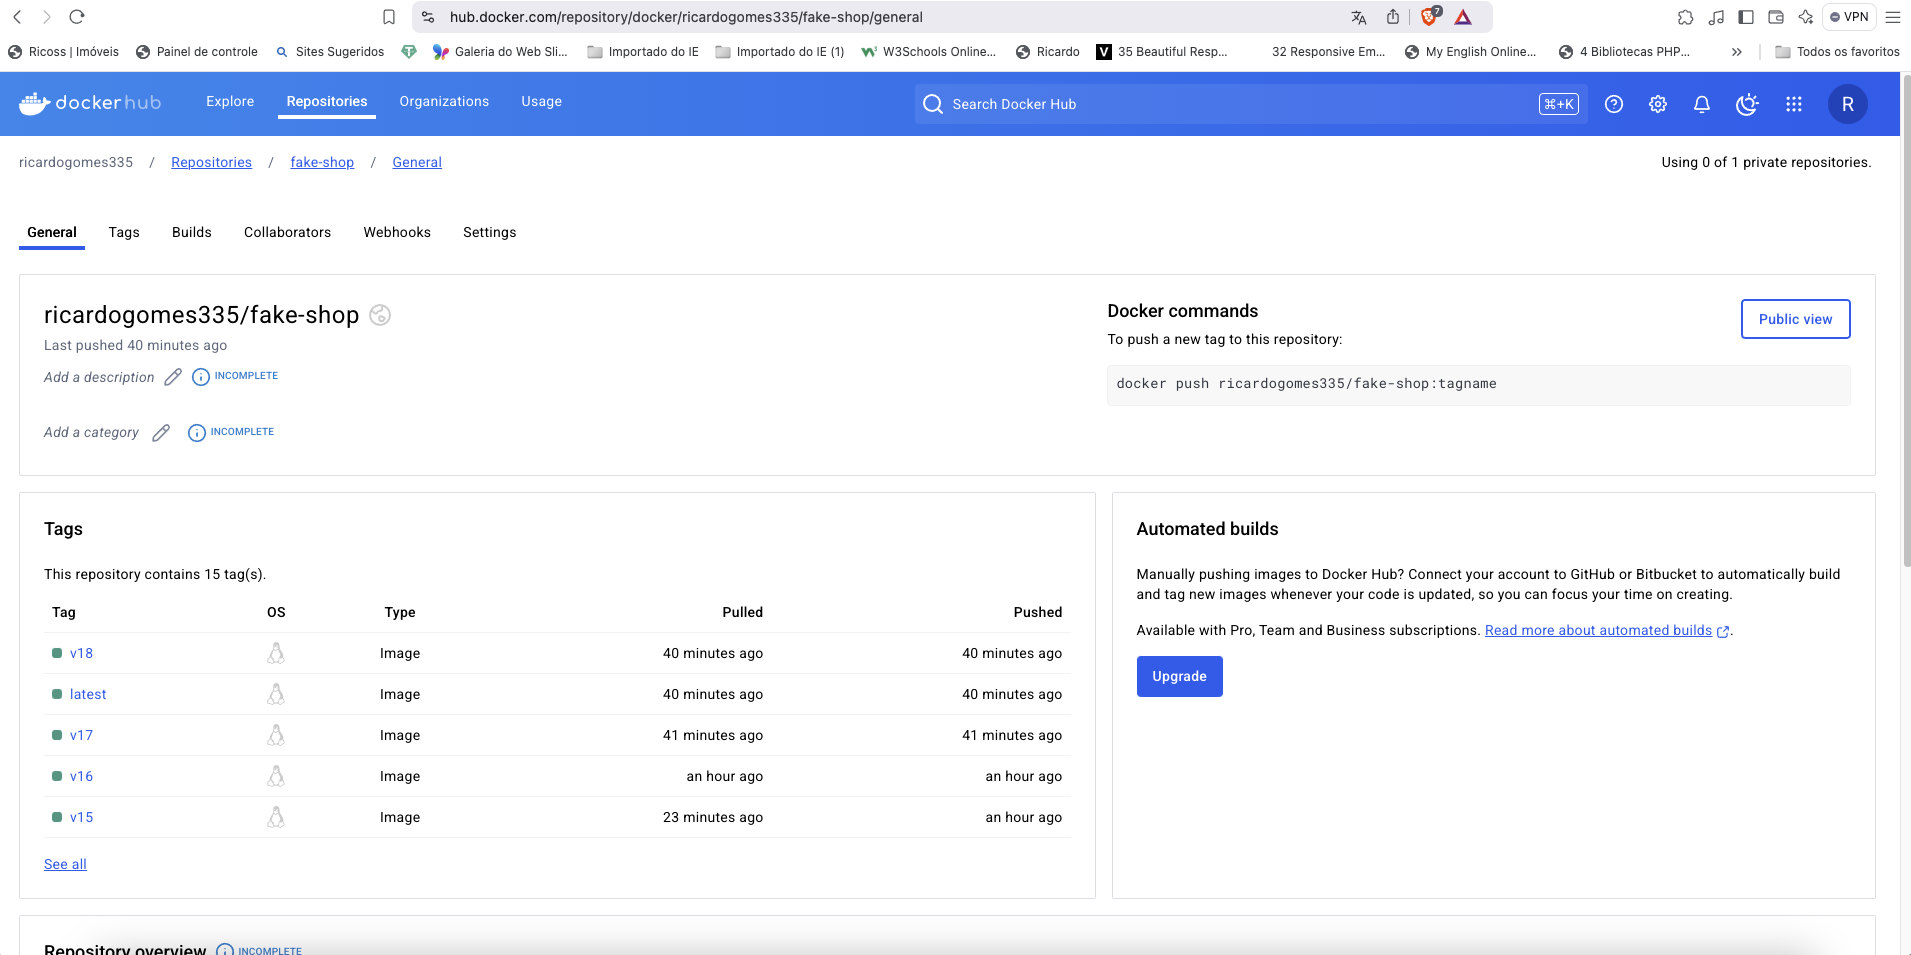 hub.docker.com/repository/docker/ricardogomes335/fake-shop/general
7
VPN
Ricoss | Imóveis
Painel de controle
Sites Sugeridos
Galeria do Web Sli...
Importado do IE
Importado do IE (1)
W3Schools Online...
Ricardo
V
35 Beautiful Resp...
32 Responsive Em...
My English Online...
4 Bibliotecas PHP...
Todos os favoritos
dockerhub
Explore
Repositories
Organizations
Usage
Search Docker Hub
⌘+K
R
ricardogomes335 / Repositories / fake-shop / General
Using 0 of 1 private repositories.
General
Tags
Builds
Collaborators
Webhooks
Settings
ricardogomes335/fake-shop
Last pushed 40 minutes ago
Add a description
INCOMPLETE
Add a category
INCOMPLETE
Docker commands
To push a new tag to this repository:
Public view
docker push ricardogomes335/fake-shop:tagname
Tags
This repository contains 15 tag(s).
Tag OS Type Pulled Pushed
v18 Image 40 minutes ago 40 minutes ago
latest Image 40 minutes ago 40 minutes ago
v17 Image 41 minutes ago 41 minutes ago
v16 Image an hour ago an hour ago
v15 Image 23 minutes ago an hour ago
See all
Automated builds
Manually pushing images to Docker Hub? Connect your account to GitHub or Bitbucket to automatically build
and tag new images whenever your code is updated, so you can focus your time on creating.
Available with Pro, Team and Business subscriptions. Read more about automated builds.
Upgrade
Repository overview
INCOMPLETE